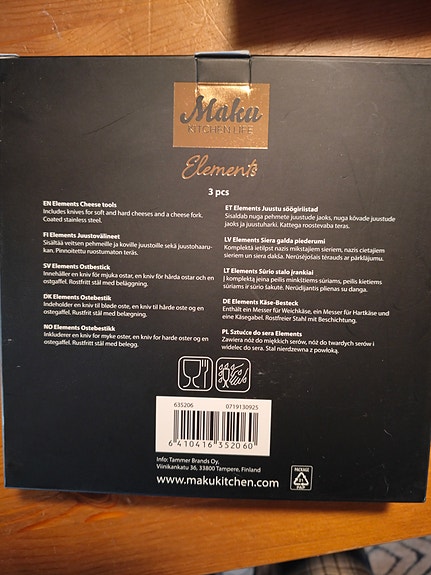 Maku
KITCHEN LIFE
Elements
3 pcs
EN Elements Cheese tools
Includes knives for soft and hard cheeses and a cheese fork.
Coated stainless steel.
FI Elements Juustovälineet
Sisältää veitsen pehmeille ja koville juustoille sekä juustohaaru-
kan. Pinnoitettu ruostumaton teräs.
SV Elements Ostbestick
Innehåller en kniv för mjuka ostar, en kniv för hårda ostar och en
ostgaffel. Rostfritt stål med beläggning.
DK Elements Ostebestik
Indeholder en kniv til bløde oste, en kniv til hårde oste og en
ostegaffel. Rustfrit stål med belægning.
NO Elements Ostebestikk
Inkluderer en kniv for myke oster, en kniv for harde oster og en
ostegaffel. Rustfritt stål med belegg.
ET Elements Juustu söögiriistad
Sisaldab nuga pehmete juustude jaoks, nuga kõvade juustude
jaoks ja juustuharki. Kattega roostevaba teras.
LV Elements Siera galda piederumi
Komplektā ietilpst nazis mīkstajiem sieriem, nazis cietajiem
sieriem un siera dakša. Nerūsējošais tērauds ar pārklājumu.
LT Elements Sūrio stalo įrankiai
Į komplektą įeina peilis minkštiems sūriams, peilis kietiesiems
sūriams ir sūrio šakutė. Nerūdijantis plienas su danga.
DE Elements Käse-Besteck
Enthält ein Messer für Weichkäse, ein Messer für Hartkäse und
eine Käsegabel. Rostfreier Stahl mit Beschichtung.
PL Sztućce do sera Elements
Zawiera nóż do miękkich serów, nóż do twardych serów i
widelec do sera. Stal nierdzewna z powłoką.
635206 0719130925
6 410416 352060
Info: Tammer Brands Oy,
Viinikankatu 36, 33800 Tampere, Finland
www.makukitchen.com
PACKAGE
21
PAP